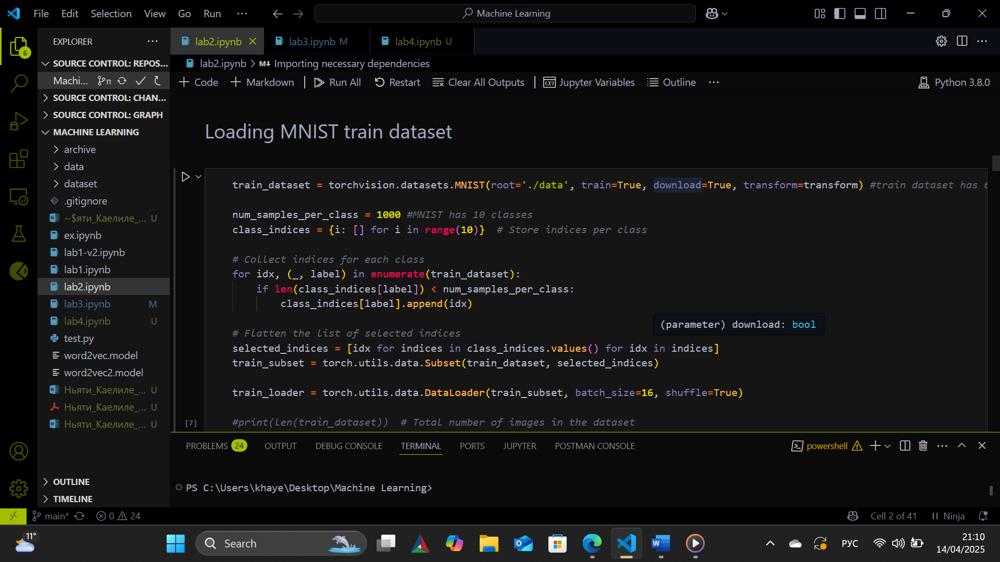 File Edit Selection View Go Run ···
Machine Learning
EXPLORER ···
lab2.ipynb
lab3.ipynb M
lab4.ipynb U
6
SOURCE CONTROL: REPOS...
Machi...
SOURCE CONTROL: CHAN...
SOURCE CONTROL: GRAPH
MACHINE LEARNING
archive
data
dataset
.gitignore
~$яти_Каелиле_... U
ex.ipynb
lab1-v2.ipynb
lab1.ipynb
lab2.ipynb
lab3.ipynb M
lab4.ipynb U
test.py
word2vec.model
word2vec2.model
Ньяти_Каелиле_... U
Ньяти_Каелиле_... U
Ньяти_Каелиле_... U
OUTLINE
TIMELINE
lab2.ipynb > M↓ Importing necessary dependencies
+ Code + Markdown | Run All Restart Clear All Outputs | Jupyter Variables Outline ··· Python 3.8.0
Loading MNIST train dataset
train_dataset = torchvision.datasets.MNIST(root='./data', train=True, download=True, transform=transform) #train dataset has 6
num_samples_per_class = 1000 #MNIST has 10 classes
class_indices = {i: [] for i in range(10)}  # Store indices per class
# Collect indices for each class
for idx, (_, label) in enumerate(train_dataset):
    if len(class_indices[label]) < num_samples_per_class:
        class_indices[label].append(idx)
(parameter) download: bool
# Flatten the list of selected indices
selected_indices = [idx for indices in class_indices.values() for idx in indices]
train_subset = torch.utils.data.Subset(train_dataset, selected_indices)
train_loader = torch.utils.data.DataLoader(train_subset, batch_size=16, shuffle=True)
[7]
#print(len(train_dataset))  # Total number of images in the dataset
PROBLEMS 24 OUTPUT DEBUG CONSOLE TERMINAL PORTS JUPYTER POSTMAN CONSOLE
powershell
PS C:\Users\khaye\Desktop\Machine Learning>
main* 0 24
Cell 2 of 41 Ninja
11°
Search
РУС
21:10
14/04/2025